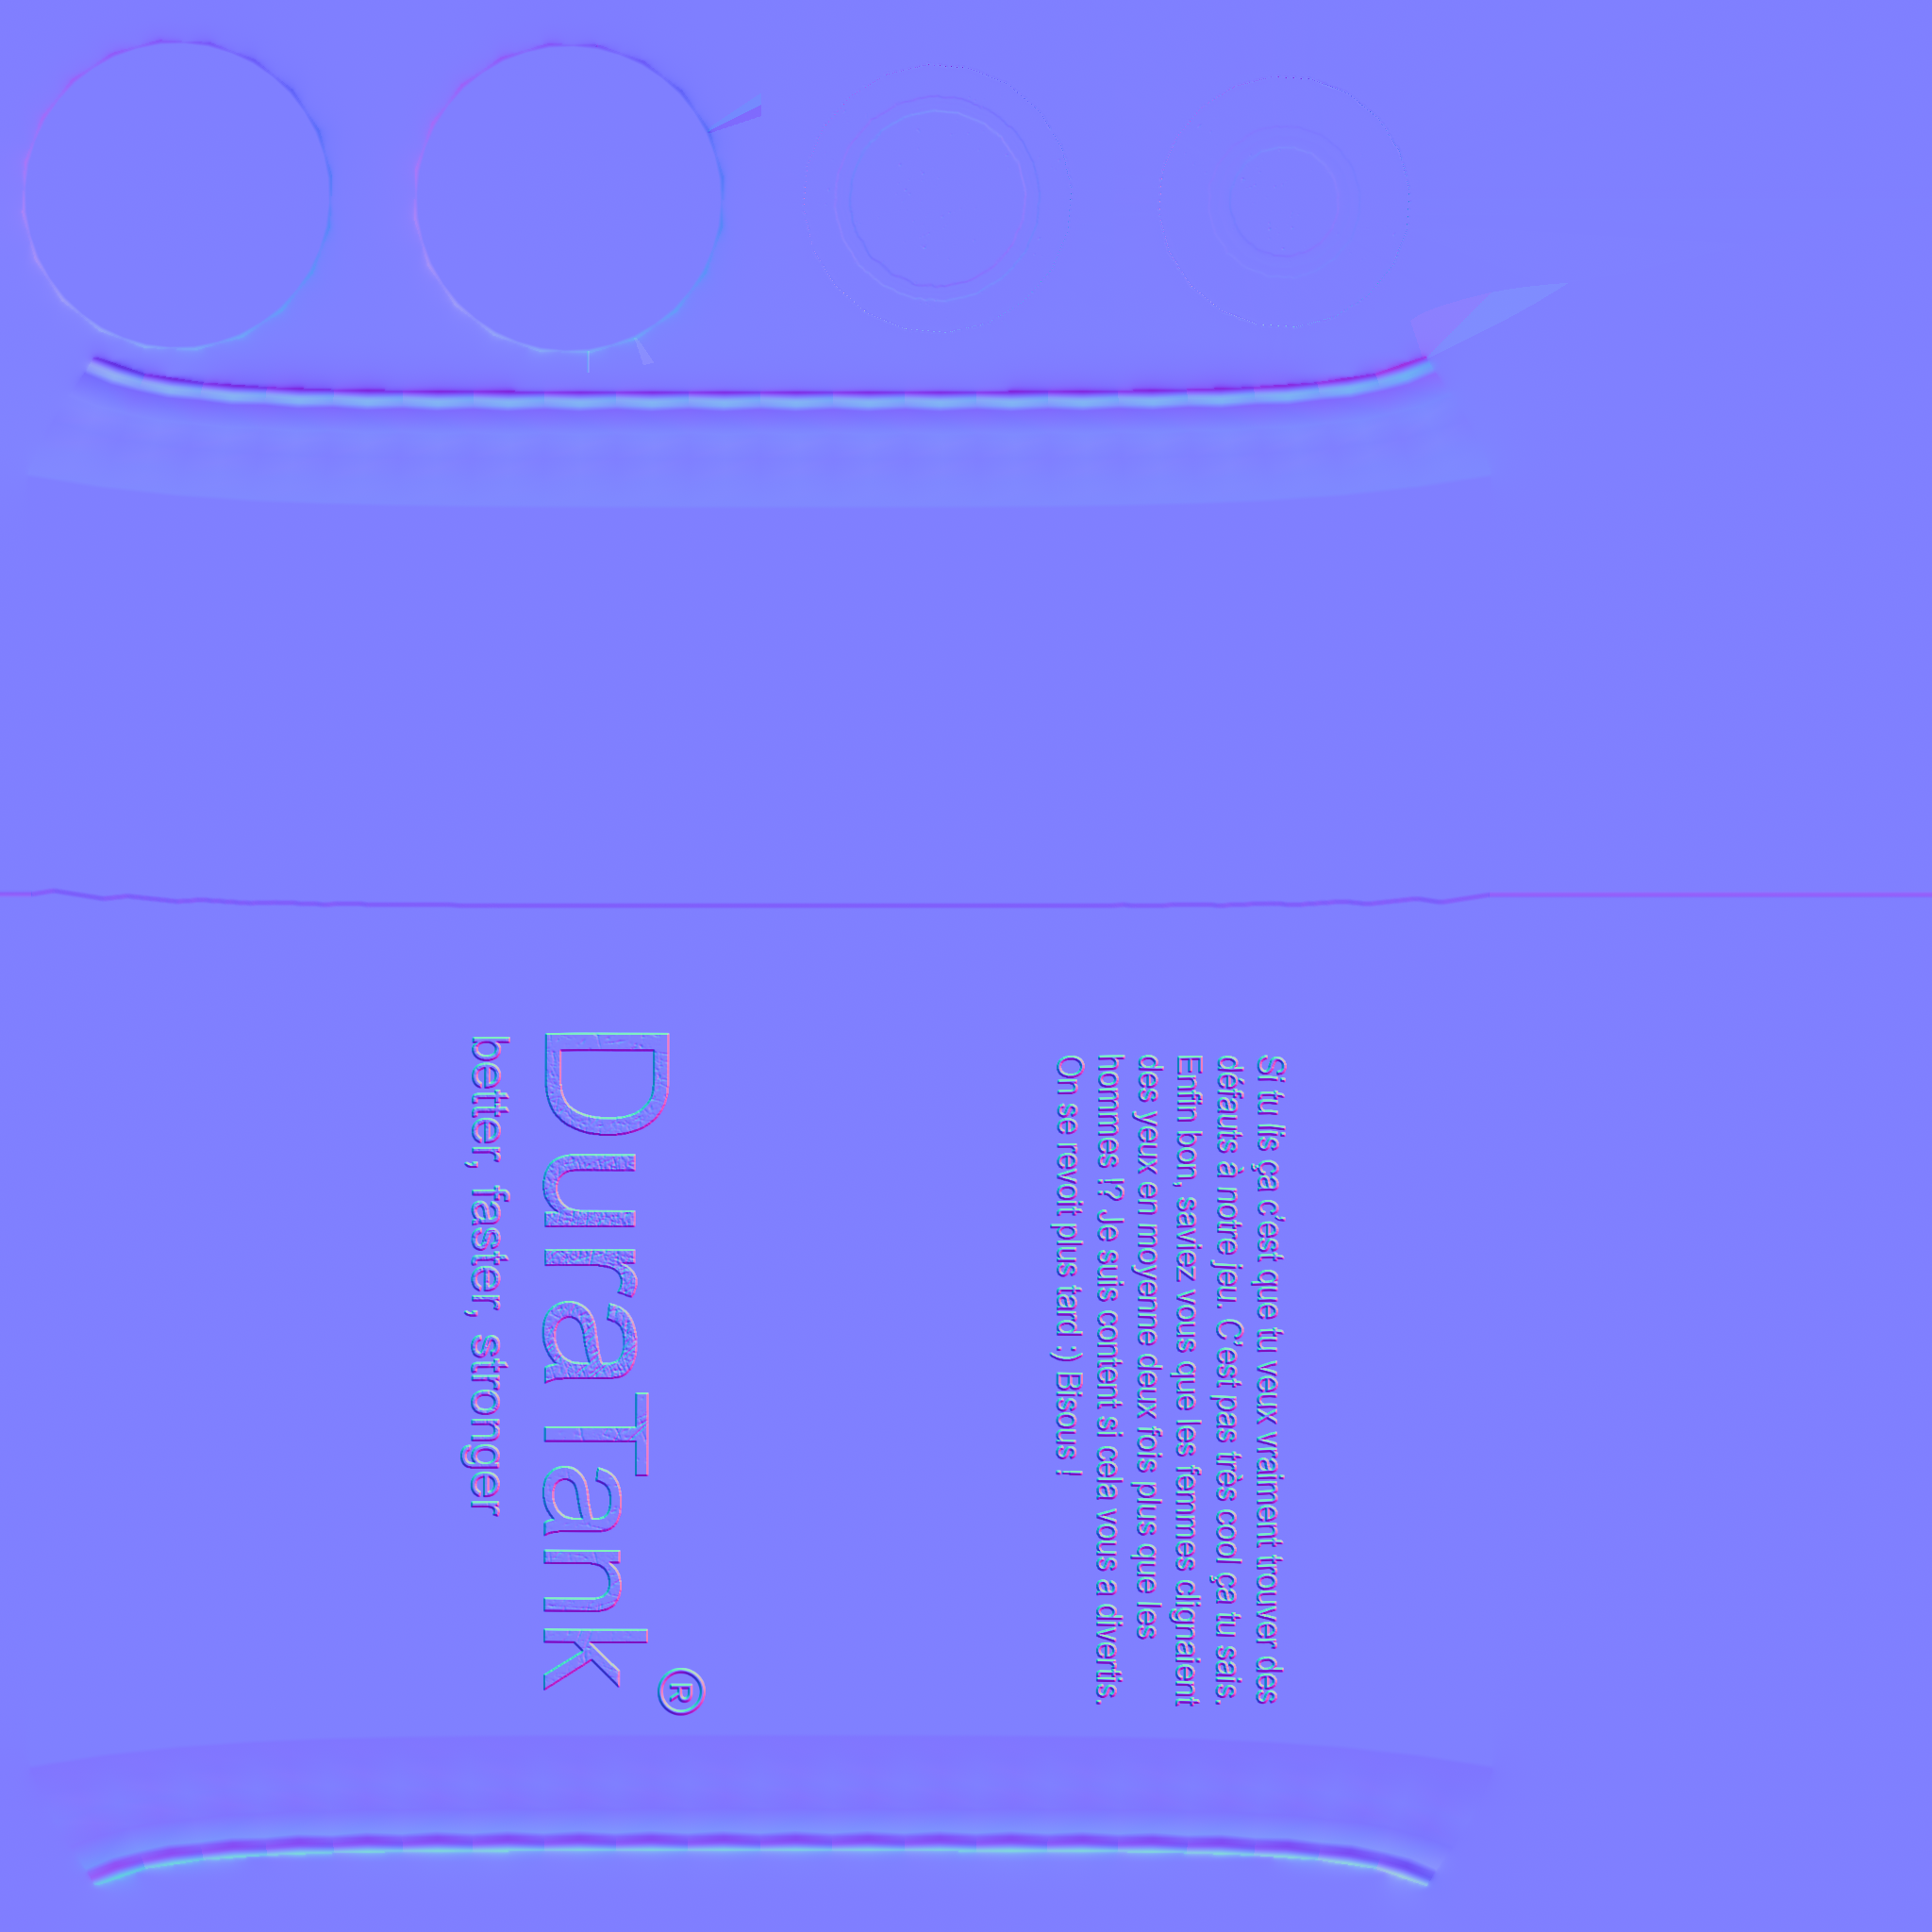 DuraTank®
better, faster, stronger
Si tu lis ça c'est que tu veux vraiment trouver des
défauts à notre jeu. C'est pas très cool ça tu sais.
Enfin bon, saviez vous que les femmes clignaient
des yeux en moyenne deux fois plus que les
hommes !? Je suis content si cela vous a divertis.
On se revoit plus tard :) Bisous !